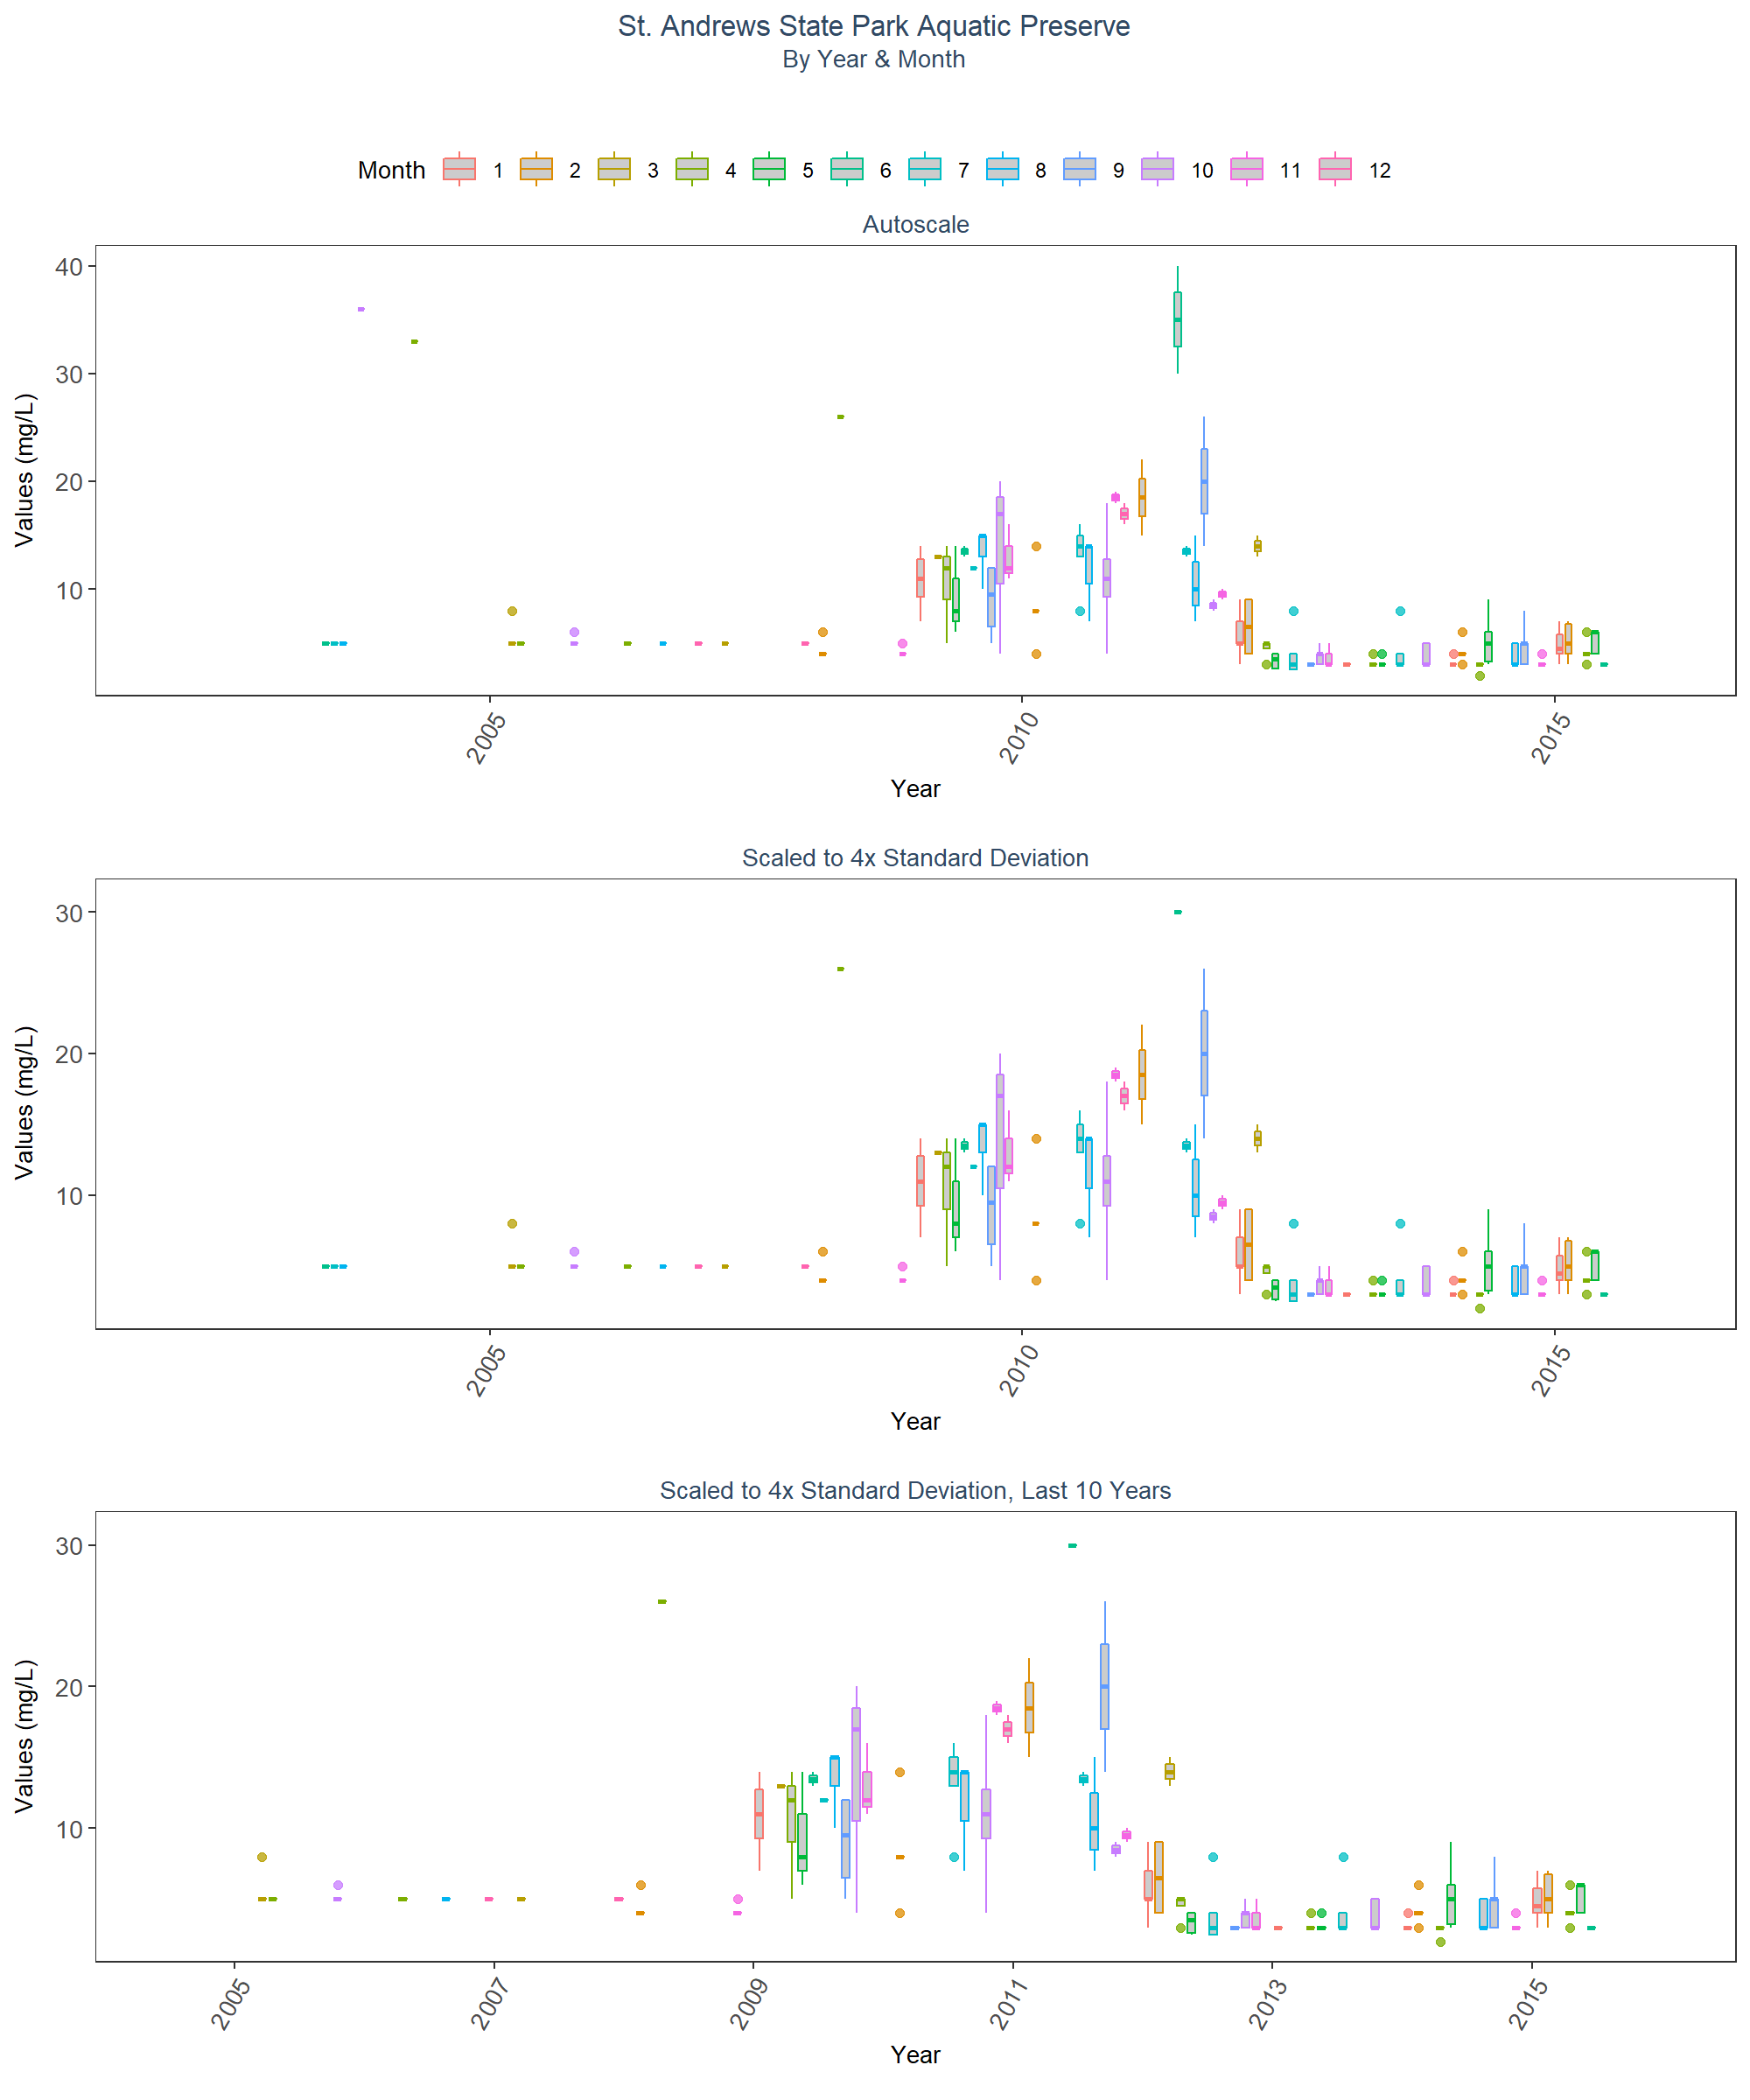 St. Andrews State Park Aquatic Preserve
By Year & Month
Month 1 2 3 4 5 6 7 8 9 10 11 12
Autoscale
Values (mg/L)
40
30
20
10
2005 2010 2015
Year
Scaled to 4x Standard Deviation
Values (mg/L)
30
20
10
2005 2010 2015
Year
Scaled to 4x Standard Deviation, Last 10 Years
Values (mg/L)
30
20
10
2005 2007 2009 2011 2013 2015
Year